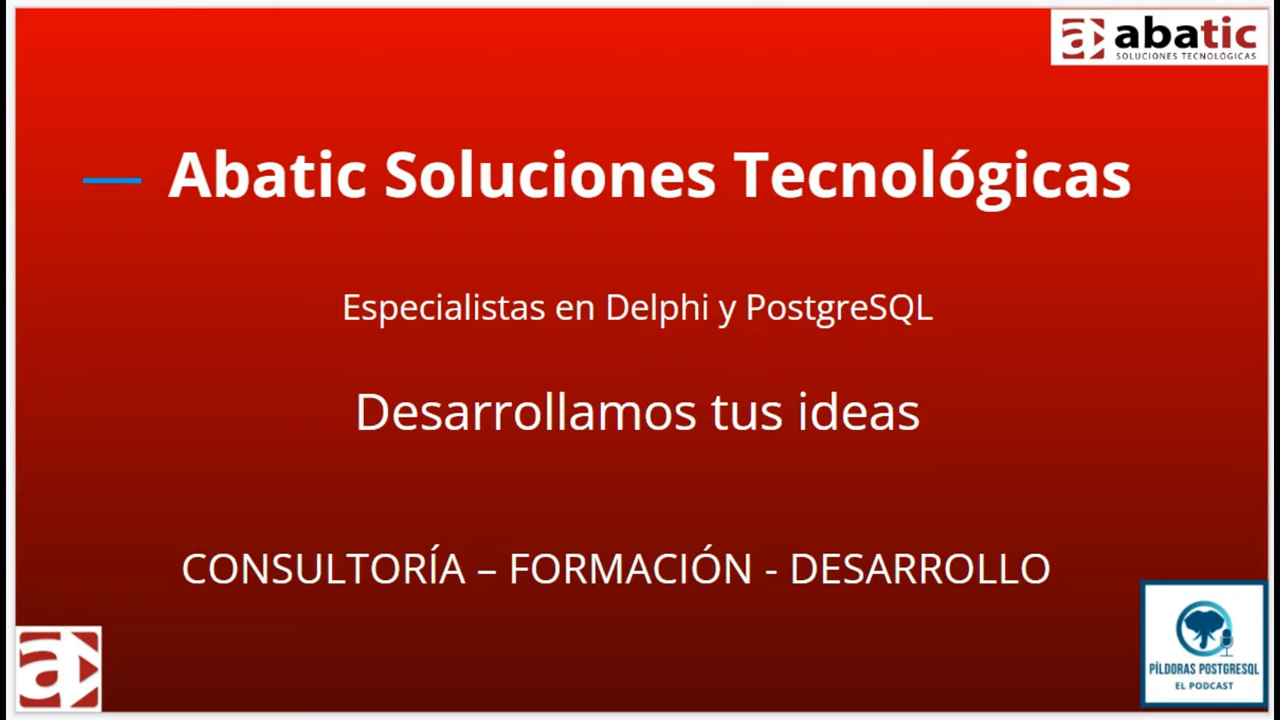 abatic
SOLUCIONES TECNOLÓGICAS
Abatic Soluciones Tecnológicas
Especialistas en Delphi y PostgreSQL
Desarrollamos tus ideas
CONSULTORÍA – FORMACIÓN - DESARROLLO
a
PÍLDORAS POSTGRESQL
EL PODCAST